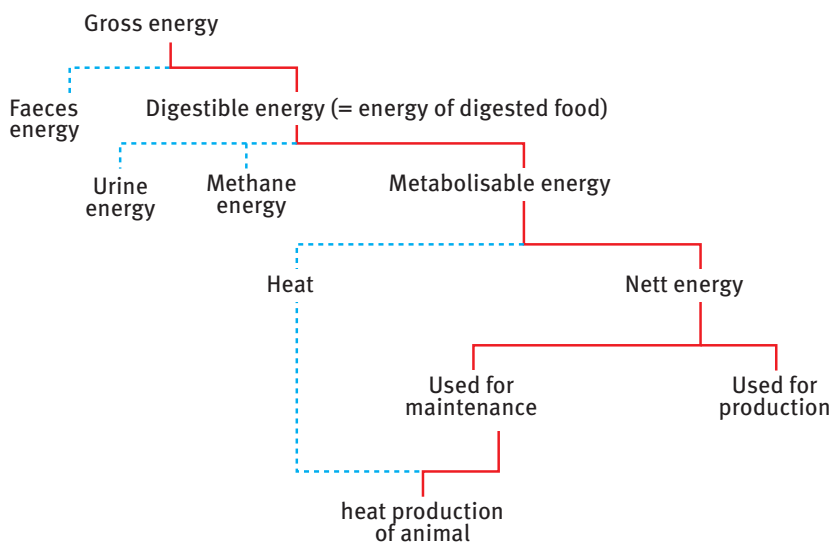 Gross energy
Faeces
energy
Digestible energy (= energy of digested food)
Urine
energy
Methane
energy
Metabolisable energy
Heat
Nett energy
Used for
maintenance
Used for
production
heat production
of animal